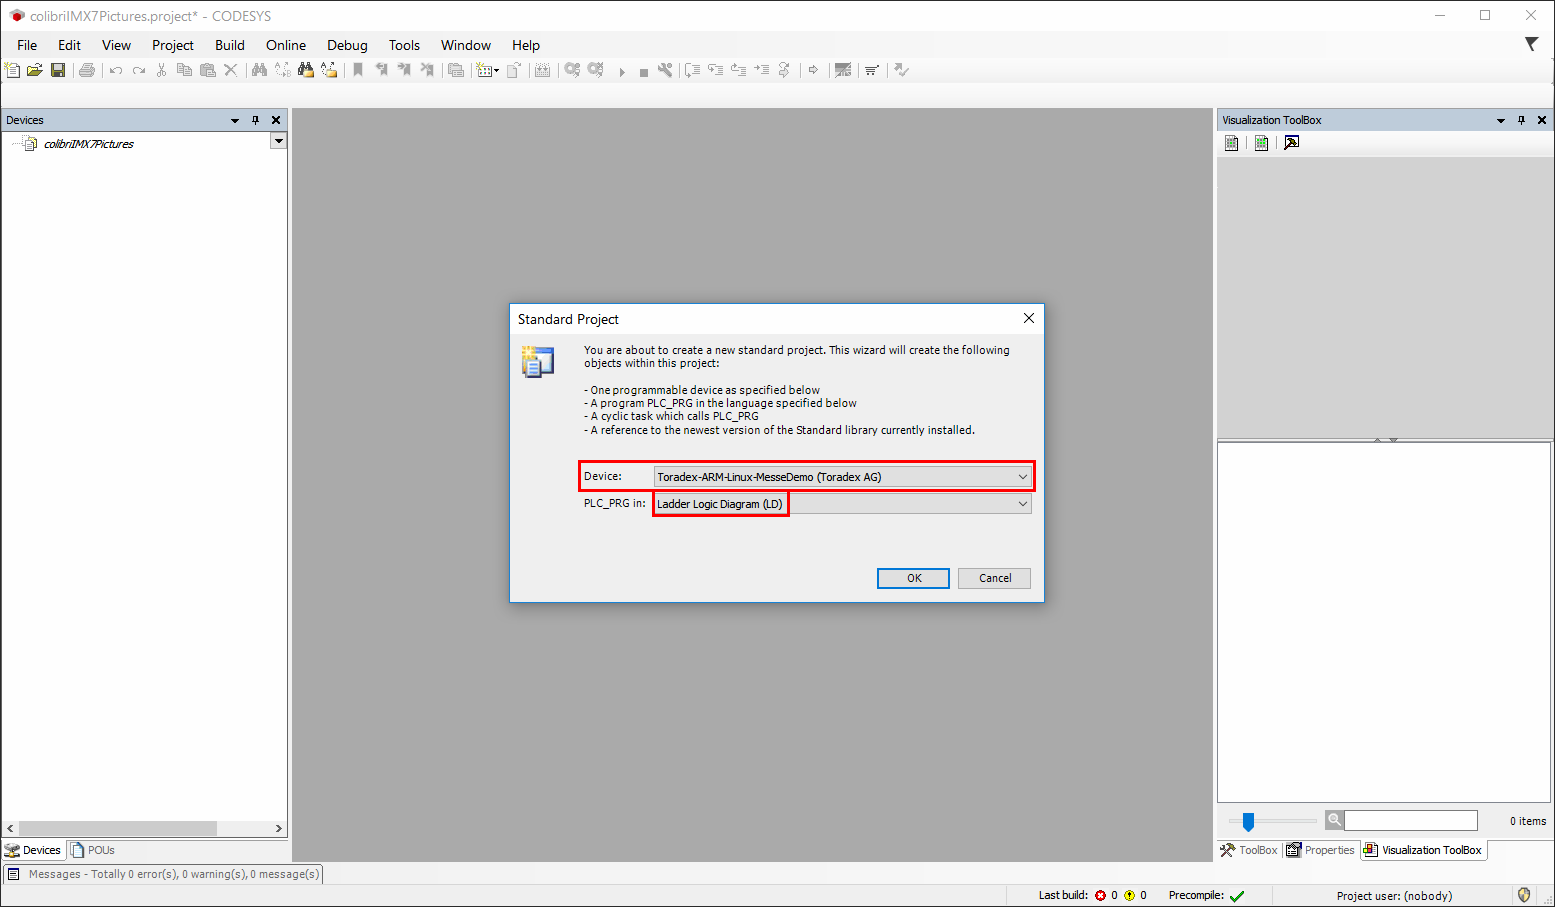 colibriIMX7Pictures.project* - CODESYS
File Edit View Project Build Online Debug Tools Window Help
Devices
colibriIMX7Pictures
Visualization ToolBox
Standard Project
You are about to create a new standard project. This wizard will create the following
objects within this project:
- One programmable device as specified below
- A program PLC_PRG in the language specified below
- A cyclic task which calls PLC_PRG
- A reference to the newest version of the Standard library currently installed.
Device: Toradex-ARM-Linux-MesseDemo (Toradex AG)
PLC_PRG in: Ladder Logic Diagram (LD)
OK Cancel
0 items
Devices POUs
ToolBox Properties Visualization ToolBox
Messages - Totally 0 error(s), 0 warning(s), 0 message(s)
Last build: 0 0 Precompile: Project user: (nobody)